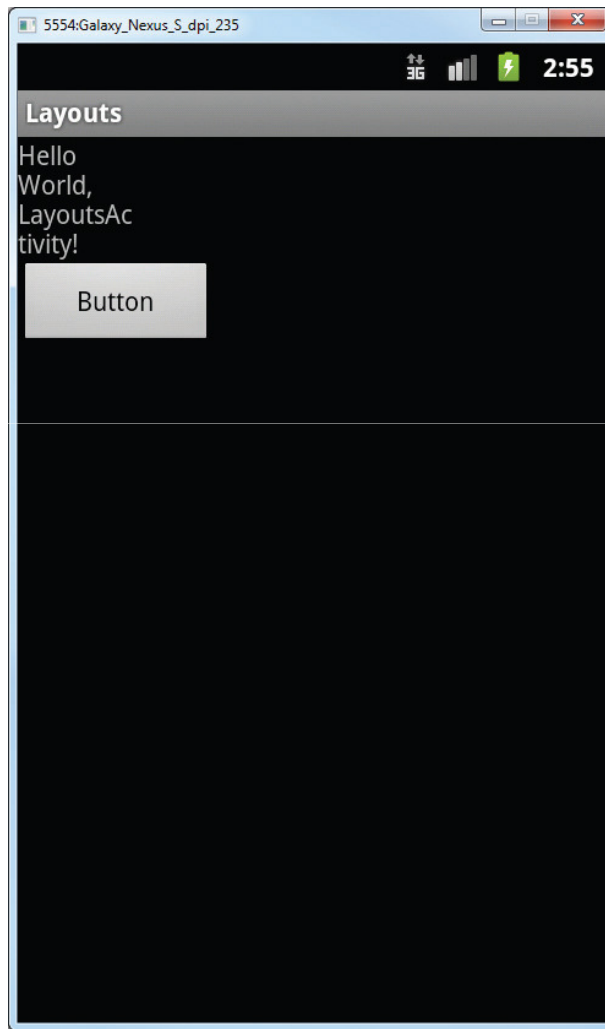 5554:Galaxy_Nexus_S_dpi_235
3G 2:55
Layouts
Hello
World,
LayoutsAc
tivity!
Button